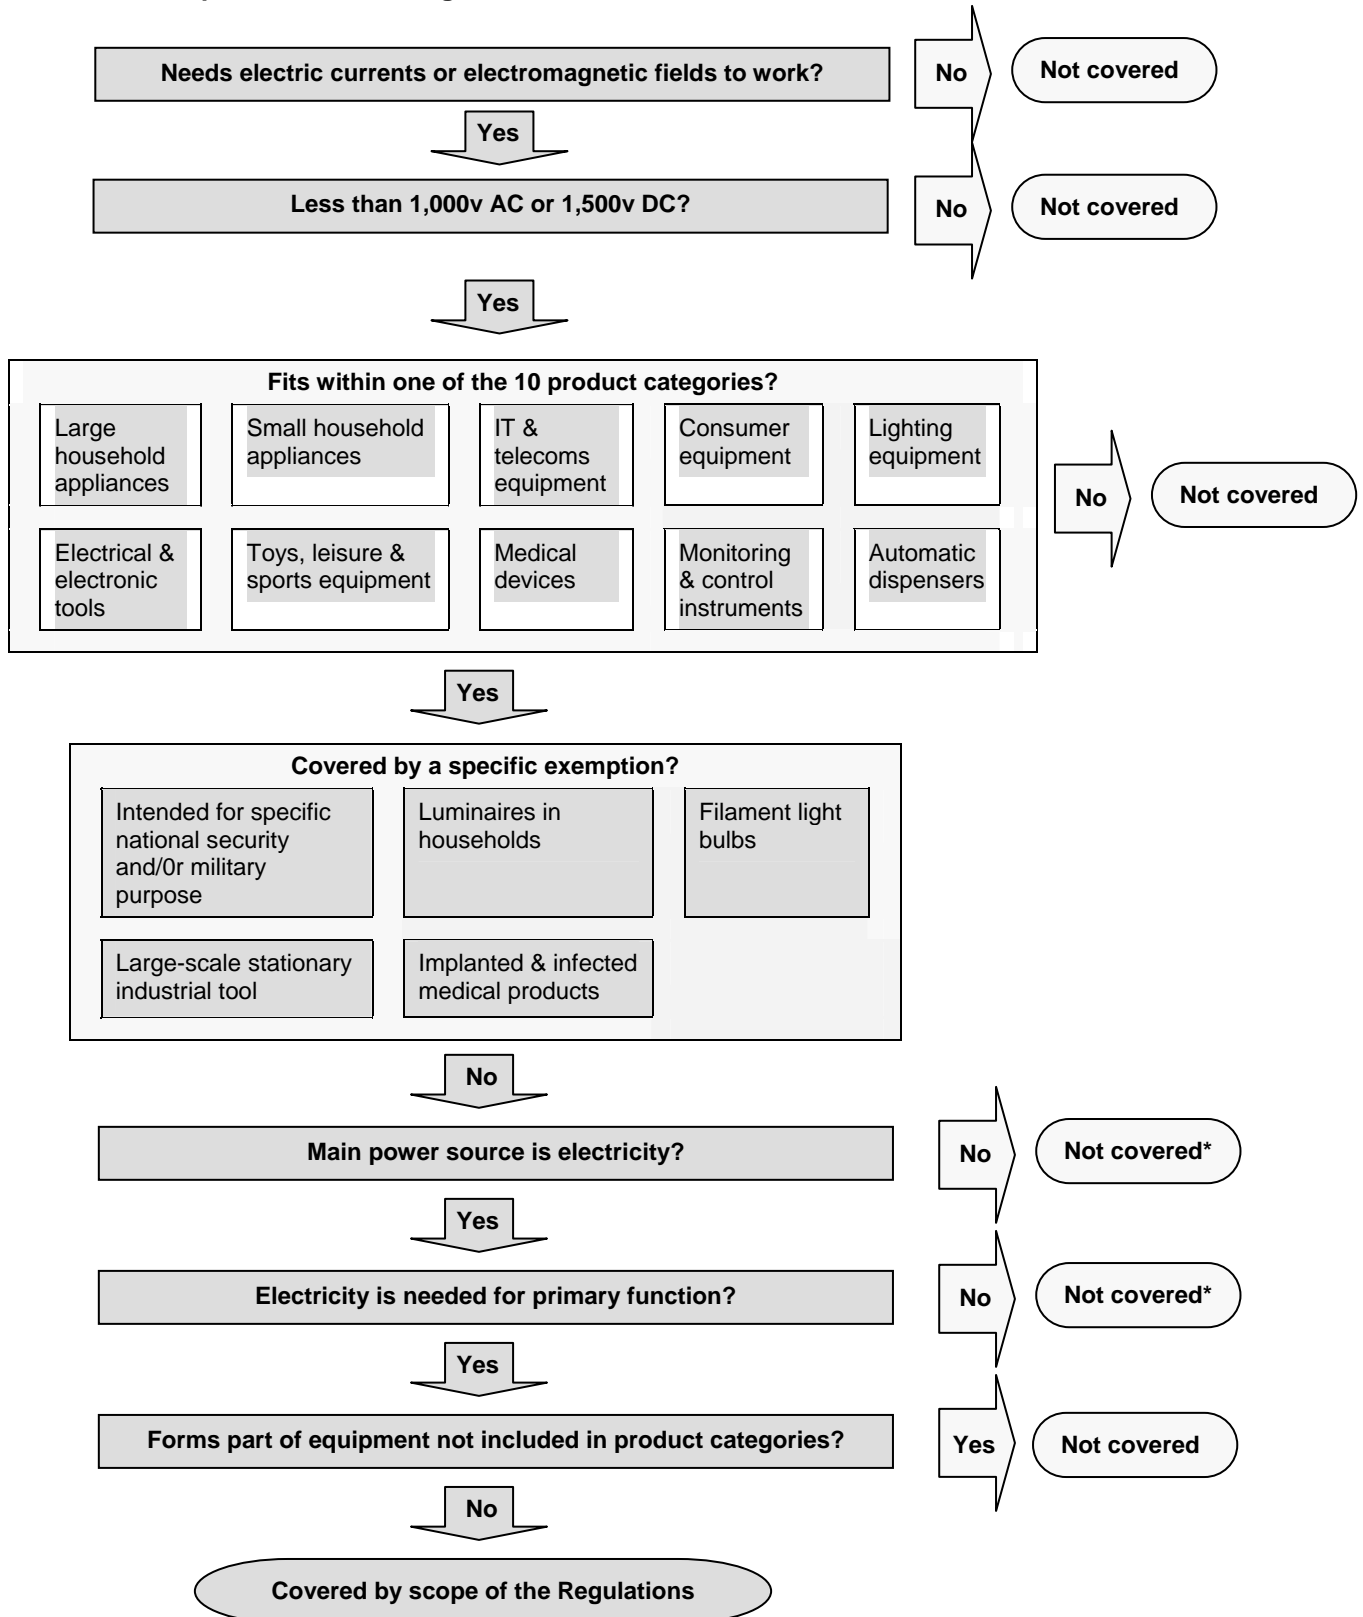 Needs electric currents or electromagnetic fields to work?
No
Not covered
Yes
Less than 1,000v AC or 1,500v DC?
No
Not covered
Yes
Fits within one of the 10 product categories?
Large
household
appliances
Small household
appliances
IT &
telecoms
equipment
Consumer
equipment
Lighting
equipment
Electrical &
electronic
tools
Toys, leisure &
sports equipment
Medical
devices
Monitoring
& control
instruments
Automatic
dispensers
No
Not covered
Yes
Covered by a specific exemption?
Intended for specific
national security
and/0r military
purpose
Luminaires in
households
Filament light
bulbs
Large-scale stationary
industrial tool
Implanted & infected
medical products
No
Main power source is electricity?
No
Not covered*
Yes
Electricity is needed for primary function?
No
Not covered*
Yes
Forms part of equipment not included in product categories?
Yes
Not covered
No
Covered by scope of the Regulations